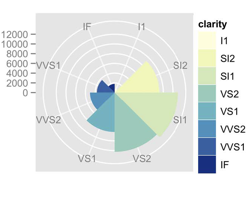 IF
I1
12000
10000
8000
6000
4000
2000
0
VVS1
SI2
VVS2
SI1
VS1
VS2
clarity
I1
SI2
SI1
VS2
VS1
VVS2
VVS1
IF